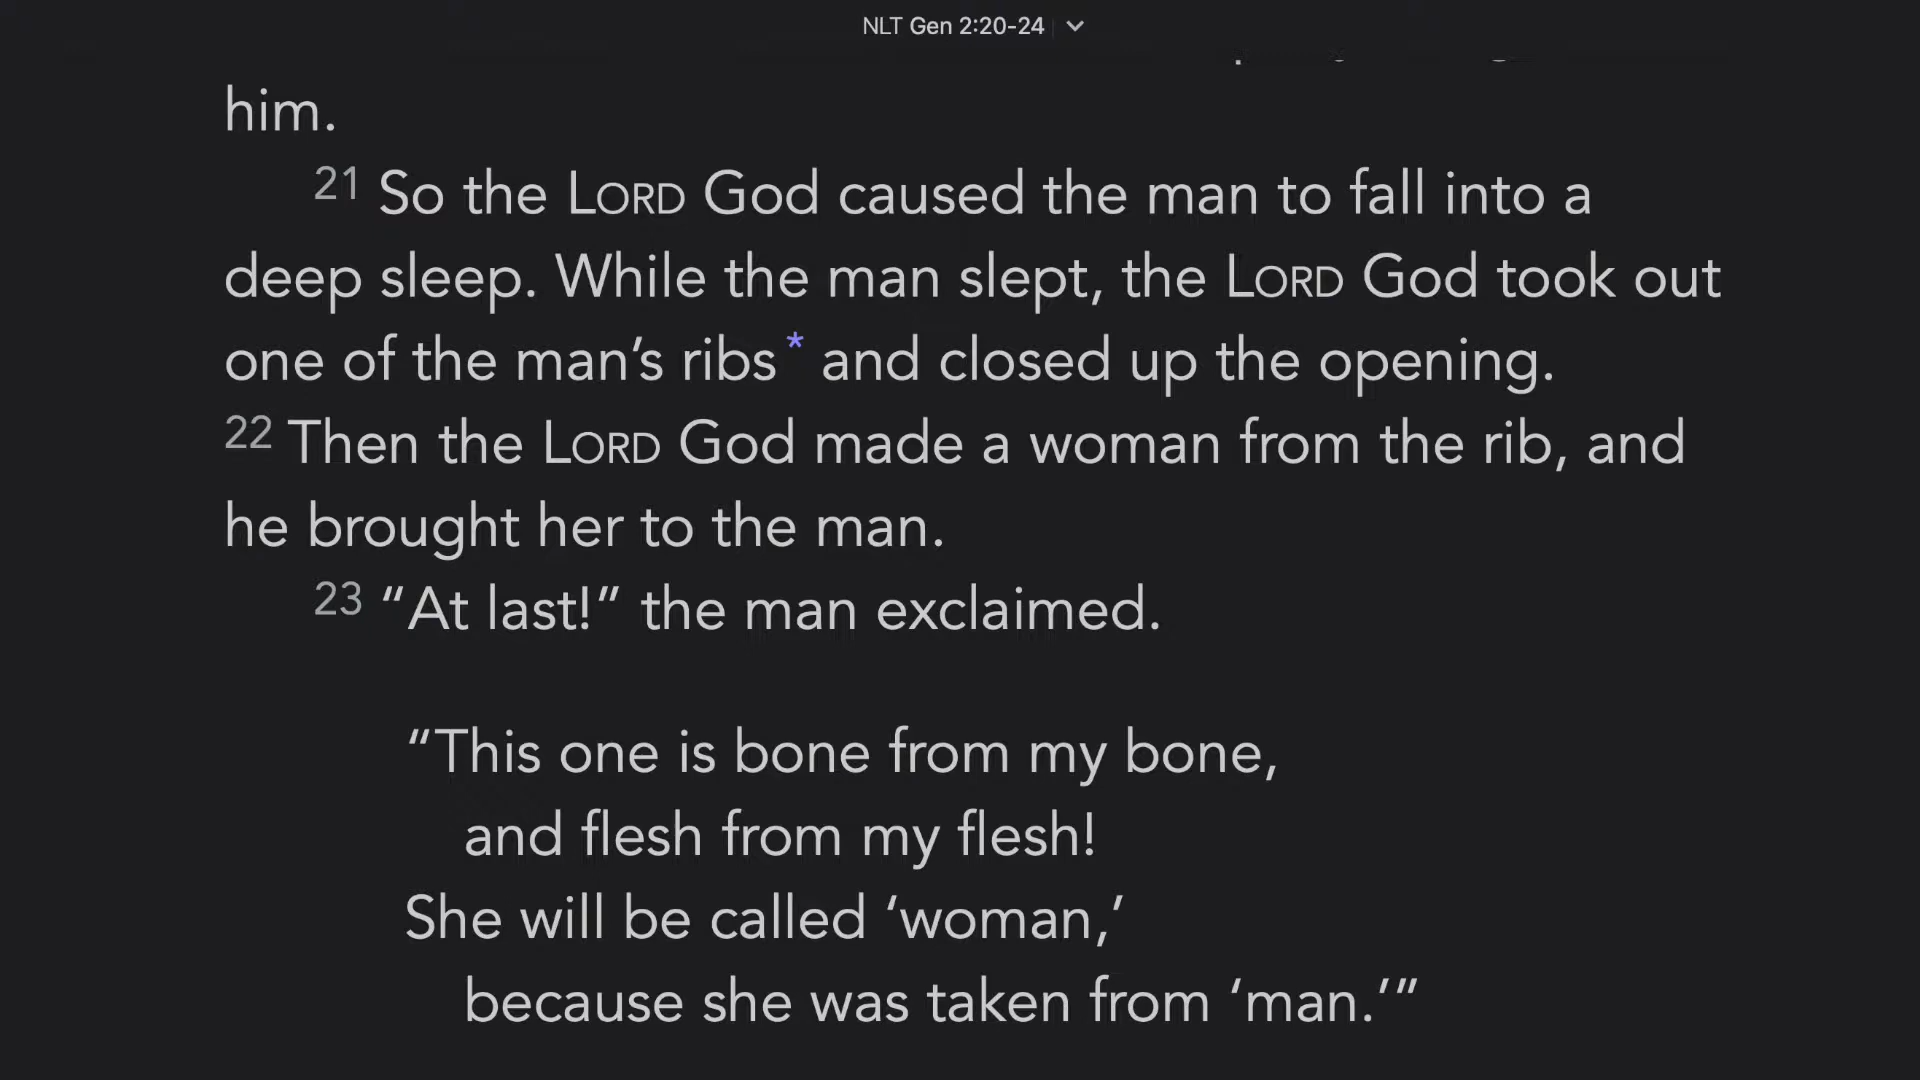 NLT Gen 2:20-24
him.
21 So the LORD God caused the man to fall into a
deep sleep. While the man slept, the LORD God took out
one of the man’s ribs* and closed up the opening.
22 Then the LORD God made a woman from the rib, and
he brought her to the man.
23 “At last!” the man exclaimed.
“This one is bone from my bone,
and flesh from my flesh!
She will be called ‘woman,’
because she was taken from ‘man.’”